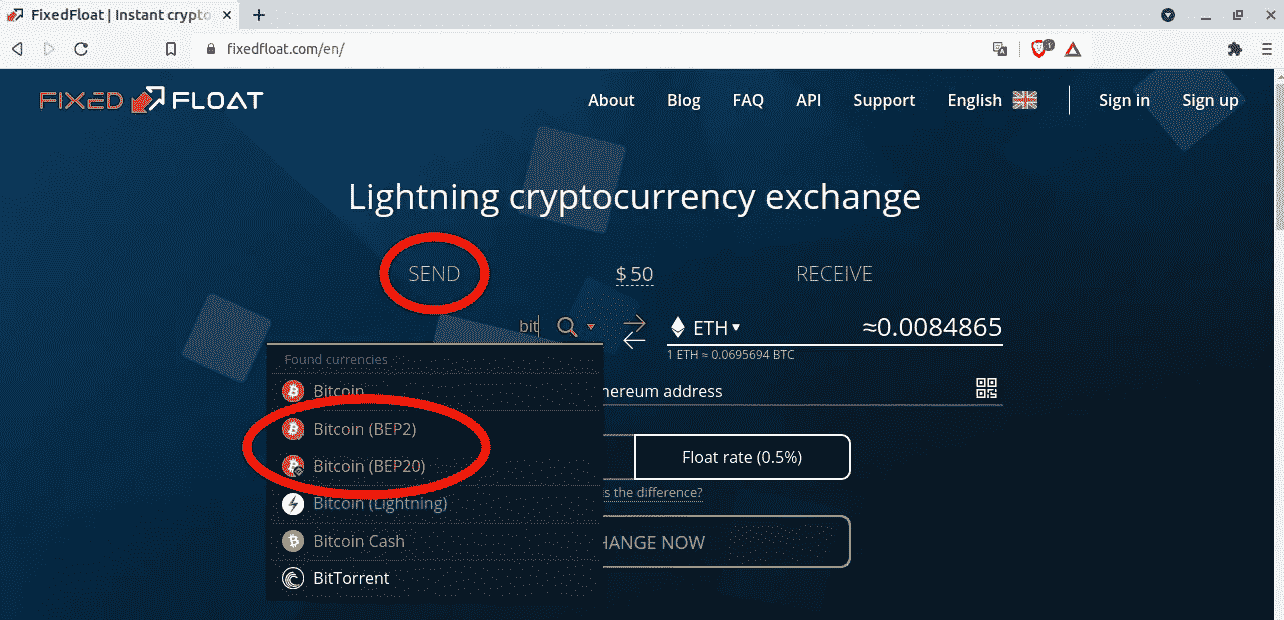 FixedFloat | Instant crypto
fixedfloat.com/en/
1
FIXED FLOAT
About Blog FAQ API Support English Sign in Sign up
Lightning cryptocurrency exchange
SEND $ 50 RECEIVE
bit ETH ≈0.0084865
1 ETH ≈ 0.0695694 BTC
Found currencies
Bitcoin
hereum address
Bitcoin (BEP2)
Bitcoin (BEP20)
Float rate (0.5%)
s the difference?
Bitcoin (Lightning)
Bitcoin Cash
HANGE NOW
BitTorrent